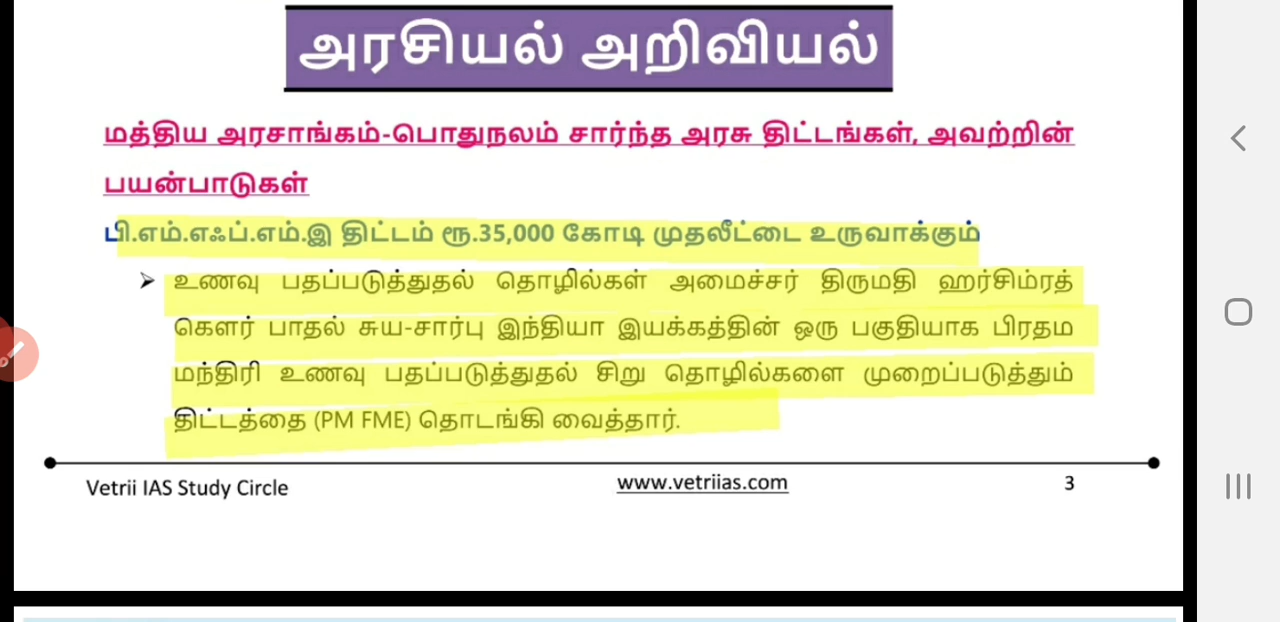 அரசியல் அறிவியல்
மத்திய அரசாங்கம்-பொதுநலம் சார்ந்த அரசு திட்டங்கள், அவற்றின்
பயன்பாடுகள்
பி.எம்.எஃப்.எம்.இ திட்டம் ரூ.35,000 கோடி முதலீட்டை உருவாக்கும்
➢ உணவு பதப்படுத்துதல் தொழில்கள் அமைச்சர் திருமதி ஹர்சிம்ரத்
கௌர் பாதல் சுய-சார்பு இந்தியா இயக்கத்தின் ஒரு பகுதியாக பிரதம
மந்திரி உணவு பதப்படுத்துதல் சிறு தொழில்களை முறைப்படுத்தும்
திட்டத்தை (PM FME) தொடங்கி வைத்தார்.
Vetrii IAS Study Circle www.vetriias.com 3